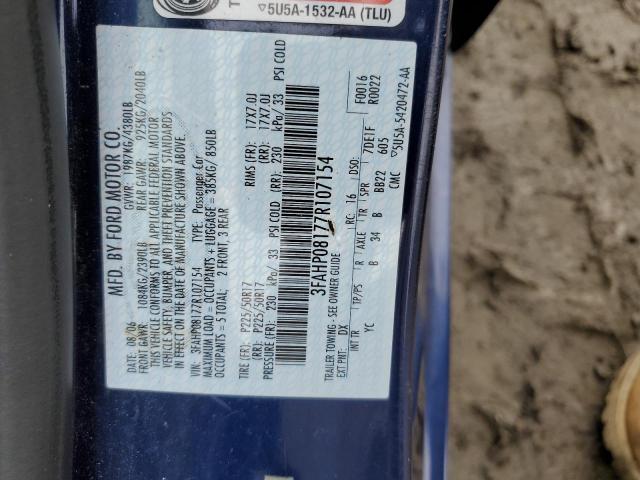 5U5A-1532-AA (TLU)
MFD. BY FORD MOTOR CO.
DATE: 08/06 GVWR: 1987KG/4380LB
FRONT GAWR: 1084KG/2390LB REAR GAWR: 925KG/2040LB
THIS VEHICLE CONFORMS TO ALL APPLICABLE FEDERAL MOTOR
VEHICLE SAFETY, BUMPER, AND THEFT PREVENTION STANDARDS
IN EFFECT ON THE DATE OF MANUFACTURE SHOWN ABOVE.
VIN: 3FAHP08177R107154 TYPE: Passenger Car
MAXIMUM LOAD = OCCUPANTS + LUGGAGE = 385KG/ 850LB
OCCUPANTS = 5 TOTAL; 2 FRONT, 3 REAR
TIRE (FR): P225/50R17 RIMS (FR): 17X7.0J
(RR): P225/50R17 (RR): 17X7.0J
PRESSURE (FR): 230 kPa/ 33 PSI COLD (RR): 230 kPa/ 33 PSI COLD
3FAHP08177R107154
F0016
R0022
TRAILER TOWING - SEE OWNER GUIDE
EXT PNT: DX RC: 16 DSO: 7DE1F
605
INT TR TP/PS R AXLE TR SPR
YC B 34 B BB22
CMC 5U5A-5420472-AA